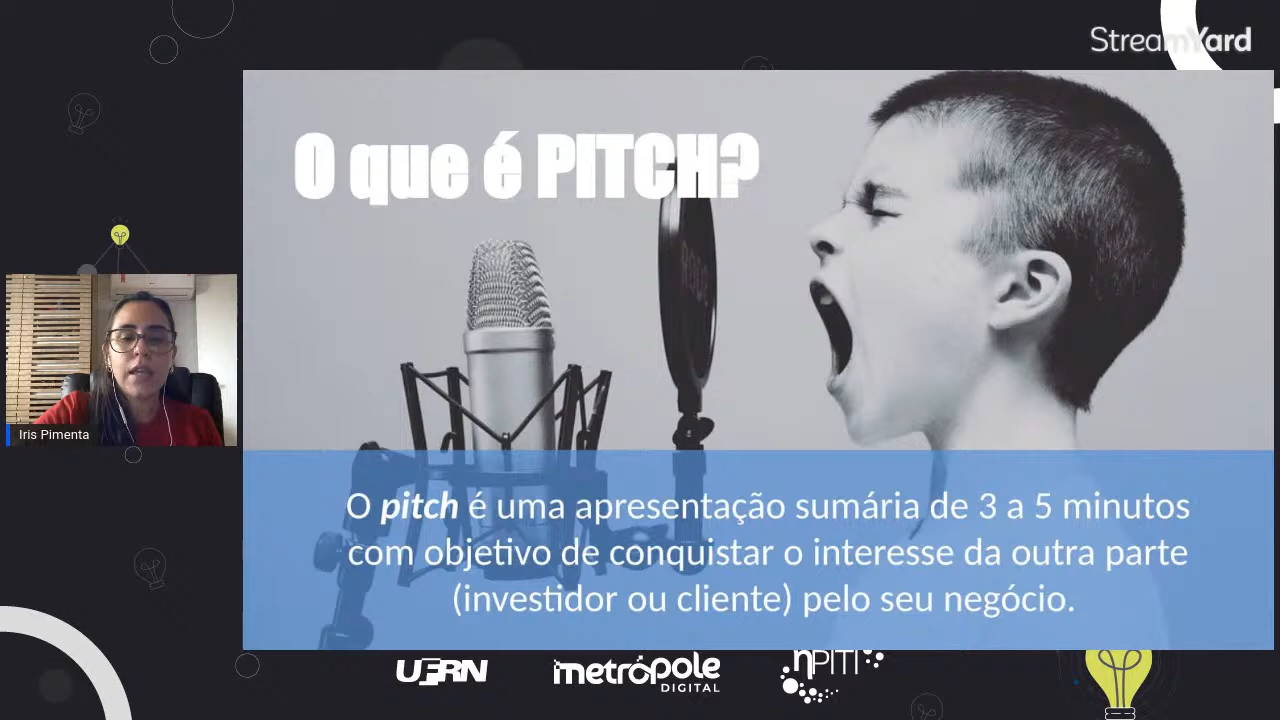 StreamYard
O que é PITCH?
Iris Pimenta
O pitch é uma apresentação sumária de 3 a 5 minutos
com objetivo de conquistar o interesse da outra parte
(investidor ou cliente) pelo seu negócio.
UFRN
metrópole
DIGITAL
nPITI